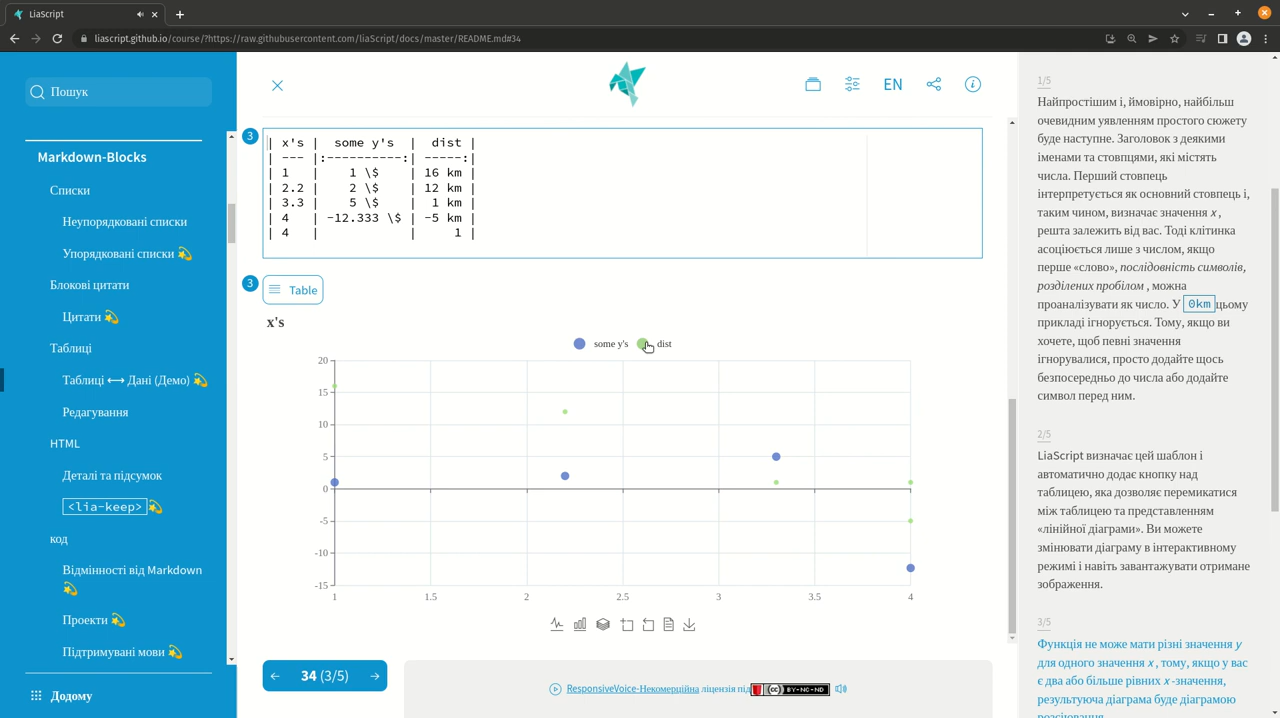 LiaScript
liascript.github.io/course/?https://raw.githubusercontent.com/liaScript/docs/master/README.md#34
Пошук
Markdown-Blocks
Списки
Неупорядковані списки
Упорядковані списки 💫
Блокові цитати
Цитати 💫
Таблиці
Таблиці ⟷ Дані (Демо) 💫
Редагування
HTML
Деталі та підсумок
<lia-keep> 💫
код
Відмінності від Markdown
💫
Проекти 💫
Підтримувані мови 💫
Додому
EN
3
| x's |  some y's  |  dist |
| --- |:----------:| -----:|
| 1   |    1 \$    | 16 km |
| 2.2 |    2 \$    | 12 km |
| 3.3 |    5 \$    |  1 km |
| 4   | -12.333 \$ | -5 km |
| 4   |            |     1 |
3
Table
x's
some y's dist
20
15
10
5
0
-5
-10
-15
1 1.5 2 2.5 3 3.5 4
← 34 (3/5) →
ResponsiveVoice-Некомерційна ліцензія під
CC BY-NC-ND
1/5
Найпростішим і, ймовірно, найбільш
очевидним уявленням простого сюжету
буде наступне. Заголовок з деякими
іменами та стовпцями, які містять
числа. Перший стовпець
інтерпретується як основний стовпець і,
таким чином, визначає значення x ,
решта залежить від вас. Тоді клітинка
асоціюється лише з числом, якщо
перше «слово», послідовність символів,
розділених пробілом , можна
проаналізувати як число. У 0km цьому
прикладі ігнорується. Тому, якщо ви
хочете, щоб певні значення
ігнорувалися, просто додайте щось
безпосередньо до числа або додайте
символ перед ним.
2/5
LiaScript визначає цей шаблон і
автоматично додає кнопку над
таблицею, яка дозволяє перемикатися
між таблицею та представленням
«лінійної діаграми». Ви можете
змінювати діаграму в інтерактивному
режимі і навіть завантажувати отримане
зображення.
3/5
Функція не може мати різні значення y
для одного значення x , тому, якщо у вас
є два або більше рівних x -значення,
результуюча діаграма буде діаграмою
розсіювання.